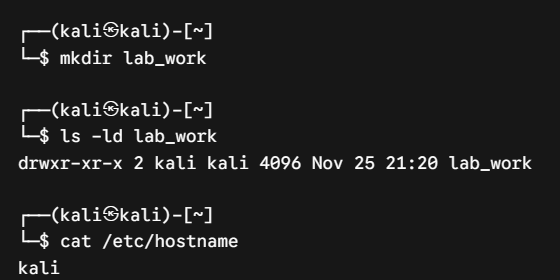 ┌──(kali㉿kali)-[~]
└─$ mkdir lab_work
┌──(kali㉿kali)-[~]
└─$ ls -ld lab_work
drwxr-xr-x 2 kali kali 4096 Nov 25 21:20 lab_work
┌──(kali㉿kali)-[~]
└─$ cat /etc/hostname
kali